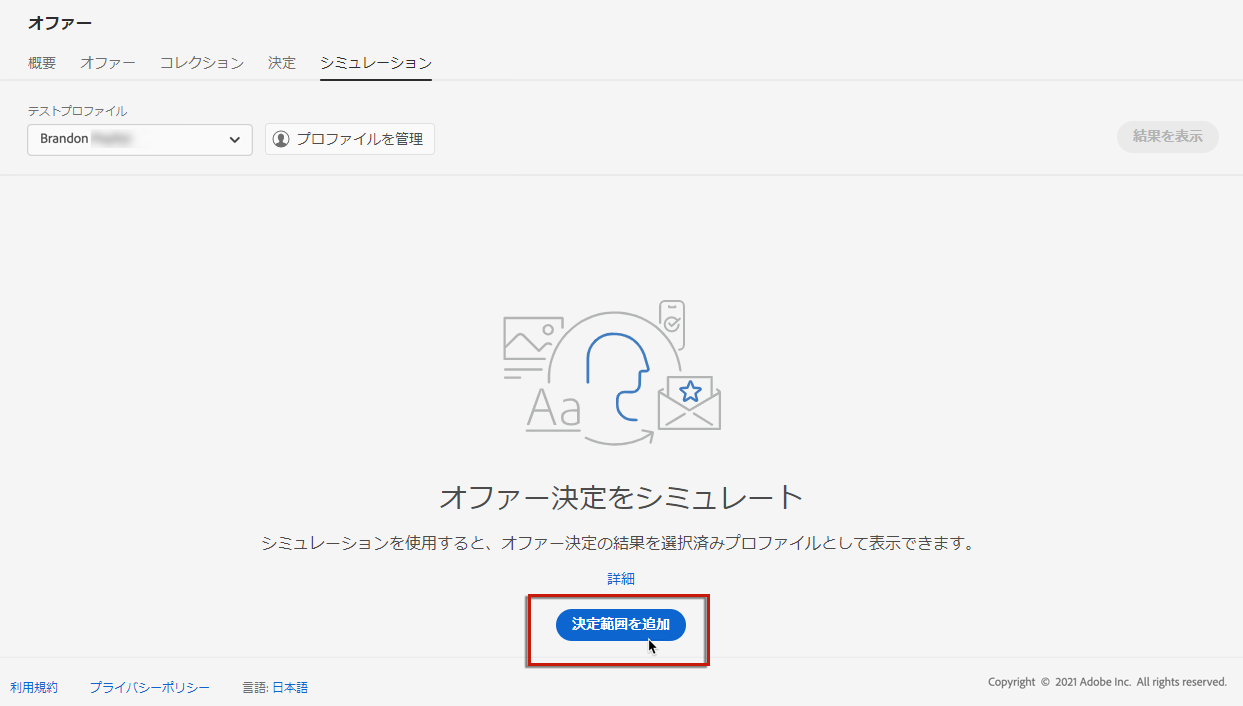 オファー
概要 オファー コレクション 決定 シミュレーション
テストプロファイル
Brandon
プロファイルを管理
結果を表示
Aa
オファー決定をシミュレート
シミュレーションを使用すると、オファー決定の結果を選択済みプロファイルとして表示できます。
詳細
決定範囲を追加
利用規約 プライバシーポリシー 言語: 日本語
Copyright © 2021 Adobe Inc. All rights reserved.